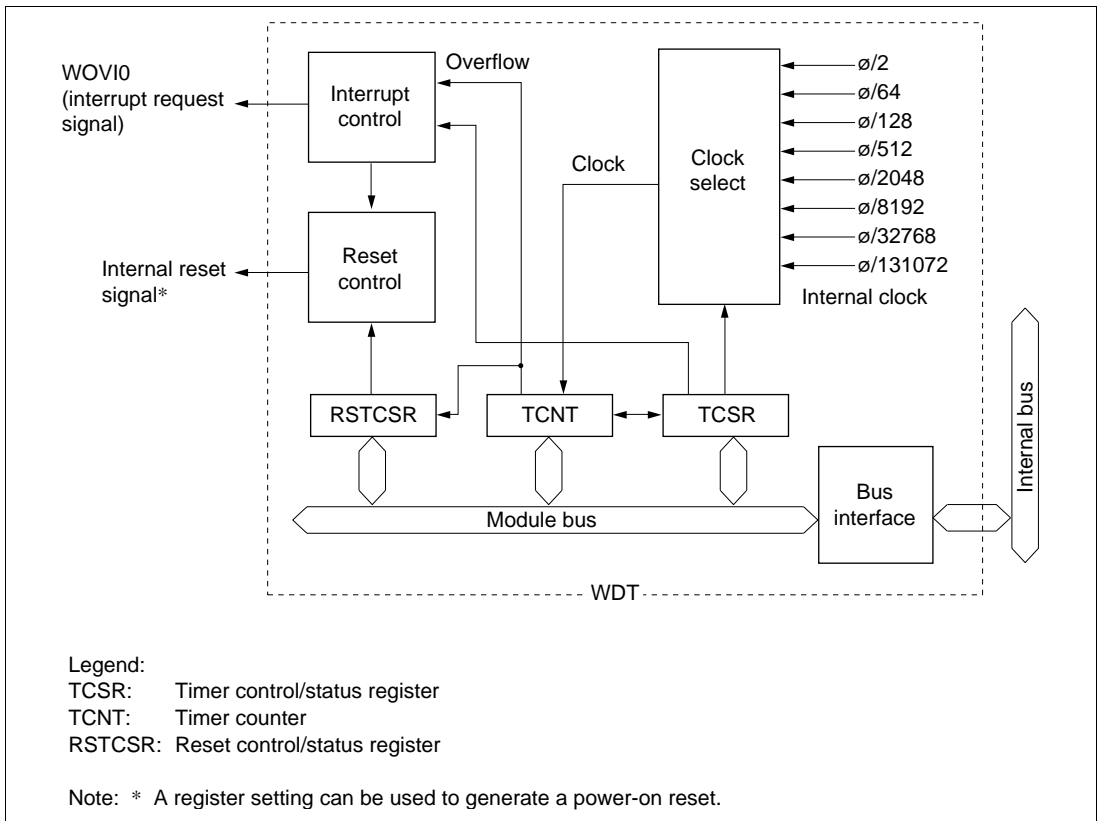 WOVI0
(interrupt request
signal)
Interrupt
control
Overflow
Clock
Clock
select
ø/2
ø/64
ø/128
ø/512
ø/2048
ø/8192
ø/32768
ø/131072
Internal clock
Internal reset
signal*
Reset
control
RSTCSR
TCNT
TCSR
Module bus
Bus
interface
Internal bus
WDT
Legend:
TCSR: Timer control/status register
TCNT: Timer counter
RSTCSR: Reset control/status register
Note: * A register setting can be used to generate a power-on reset.